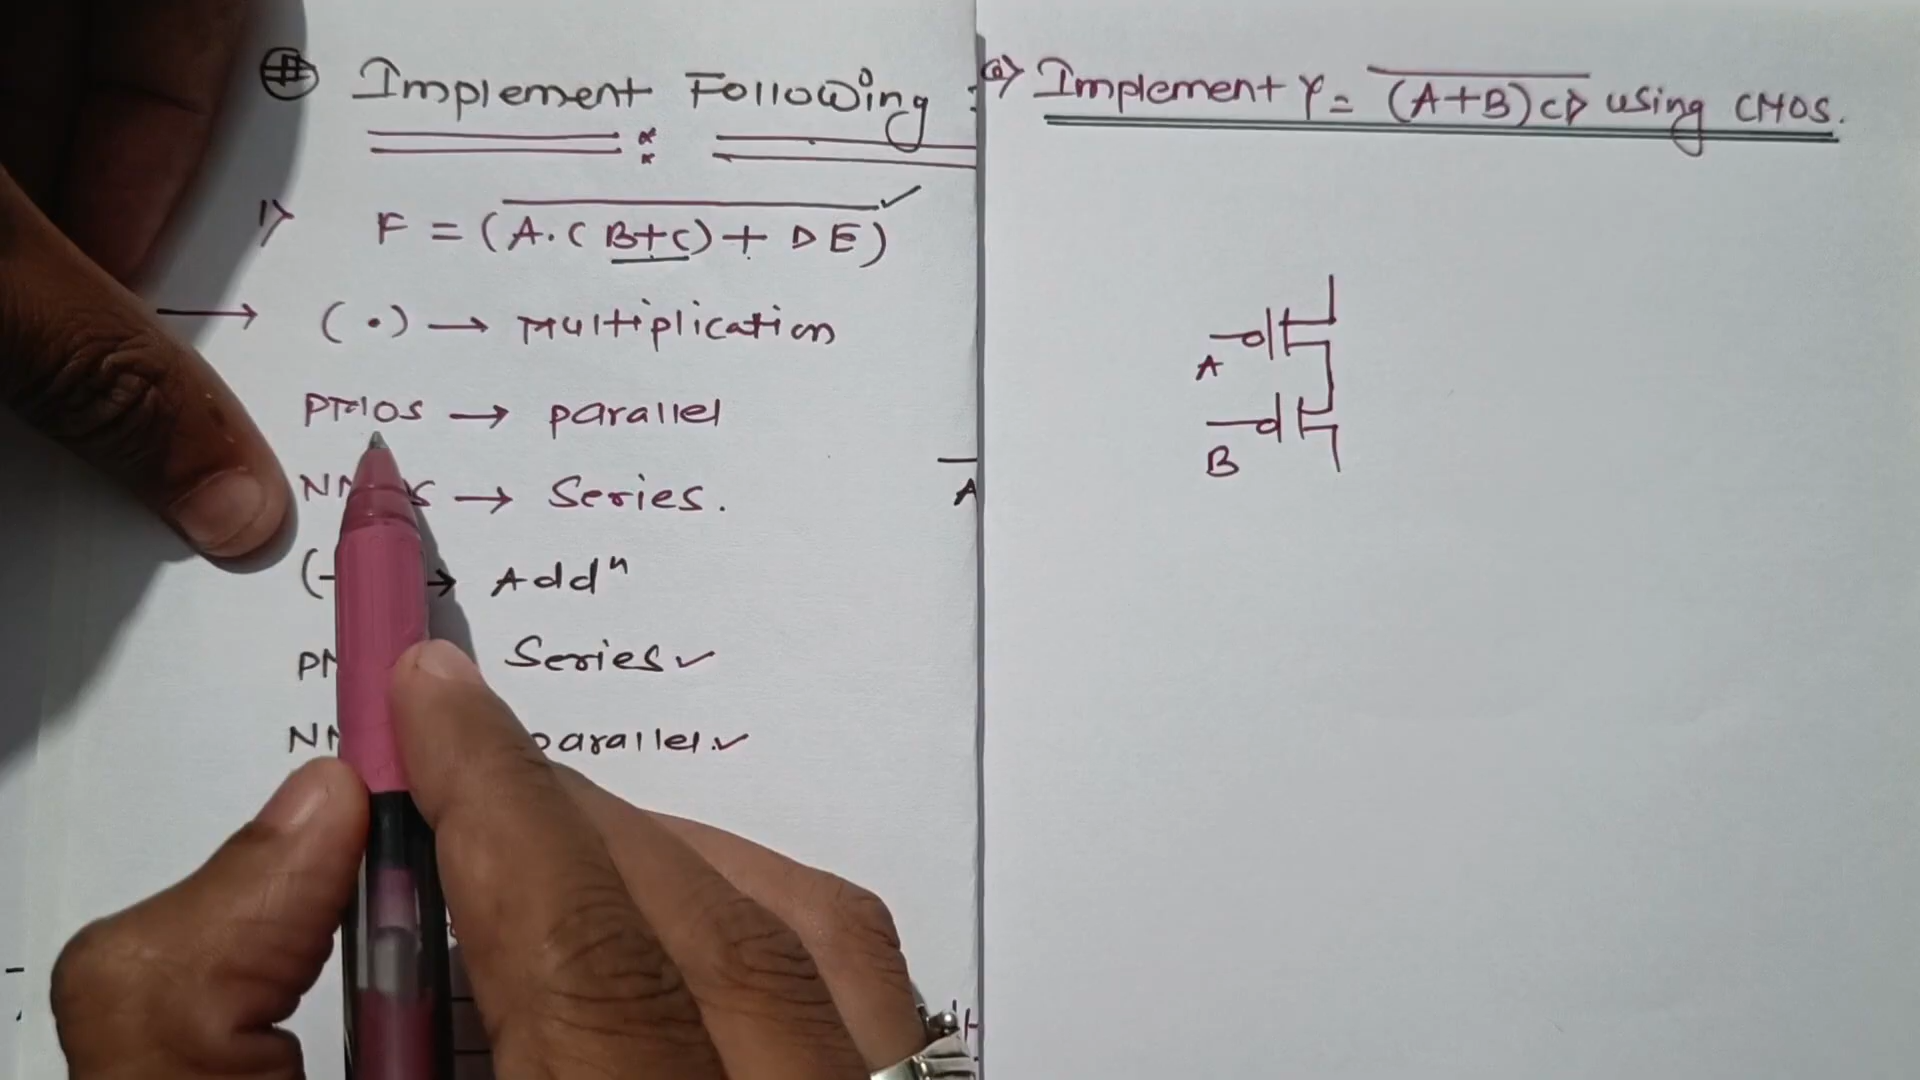 Implement Following :
1) F = (A.(B+C) + DE)
(.) → Multiplication
PMOS → parallel
→ Series.
→ Addⁿ
Series ✓
parallel. ✓
A
Q) Implement Y = (A+B)CD using CMOS.
A
B